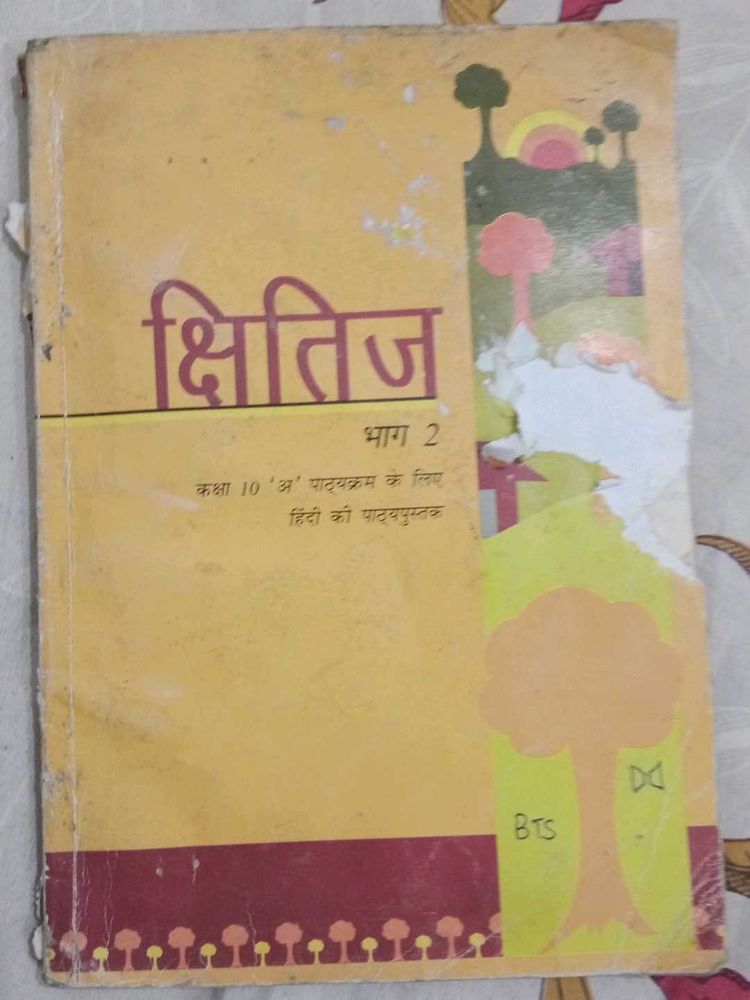 क्षितिज
भाग 2
कक्षा 10 'अ' पाठ्यक्रम के लिए
हिंदी की पाठ्यपुस्तक
BTS